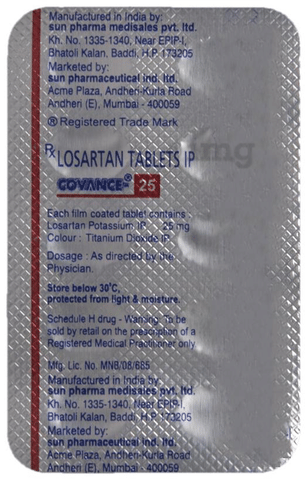 Manufactured in India by:
sun pharma medisales pvt. ltd.
Kh. No. 1335-1340, Near EPIP-I,
Bhatoli Kalan, Baddi, H.P. 173205
Marketed by:
sun pharmaceutical ind. ltd.
Acme Plaza, Andheri-Kurla Road
Andheri (E), Mumbai - 400059
® Registered Trade Mark
Rx LOSARTAN TABLETS IP
COVANCE® 25
Each film coated tablet contains
Losartan Potassium IP 25 mg
Colour : Titanium Dioxide IP
Dosage : As directed by the
Physician.
Store below 30°C,
protected from light & moisture.
Schedule H drug - Warning: To be
sold by retail on the prescription of a
Registered Medical Practitioner only
Mfg. Lic. No. MNB/08/685
Manufactured in India by:
sun pharma medisales pvt. ltd.
Kh. No. 1335-1340, Near EPIP-I,
Bhatoli Kalan, Baddi, H.P. 173205
Marketed by:
sun pharmaceutical ind. ltd.
Acme Plaza, Andheri-Kurla Road
Andheri (E), Mumbai - 400059